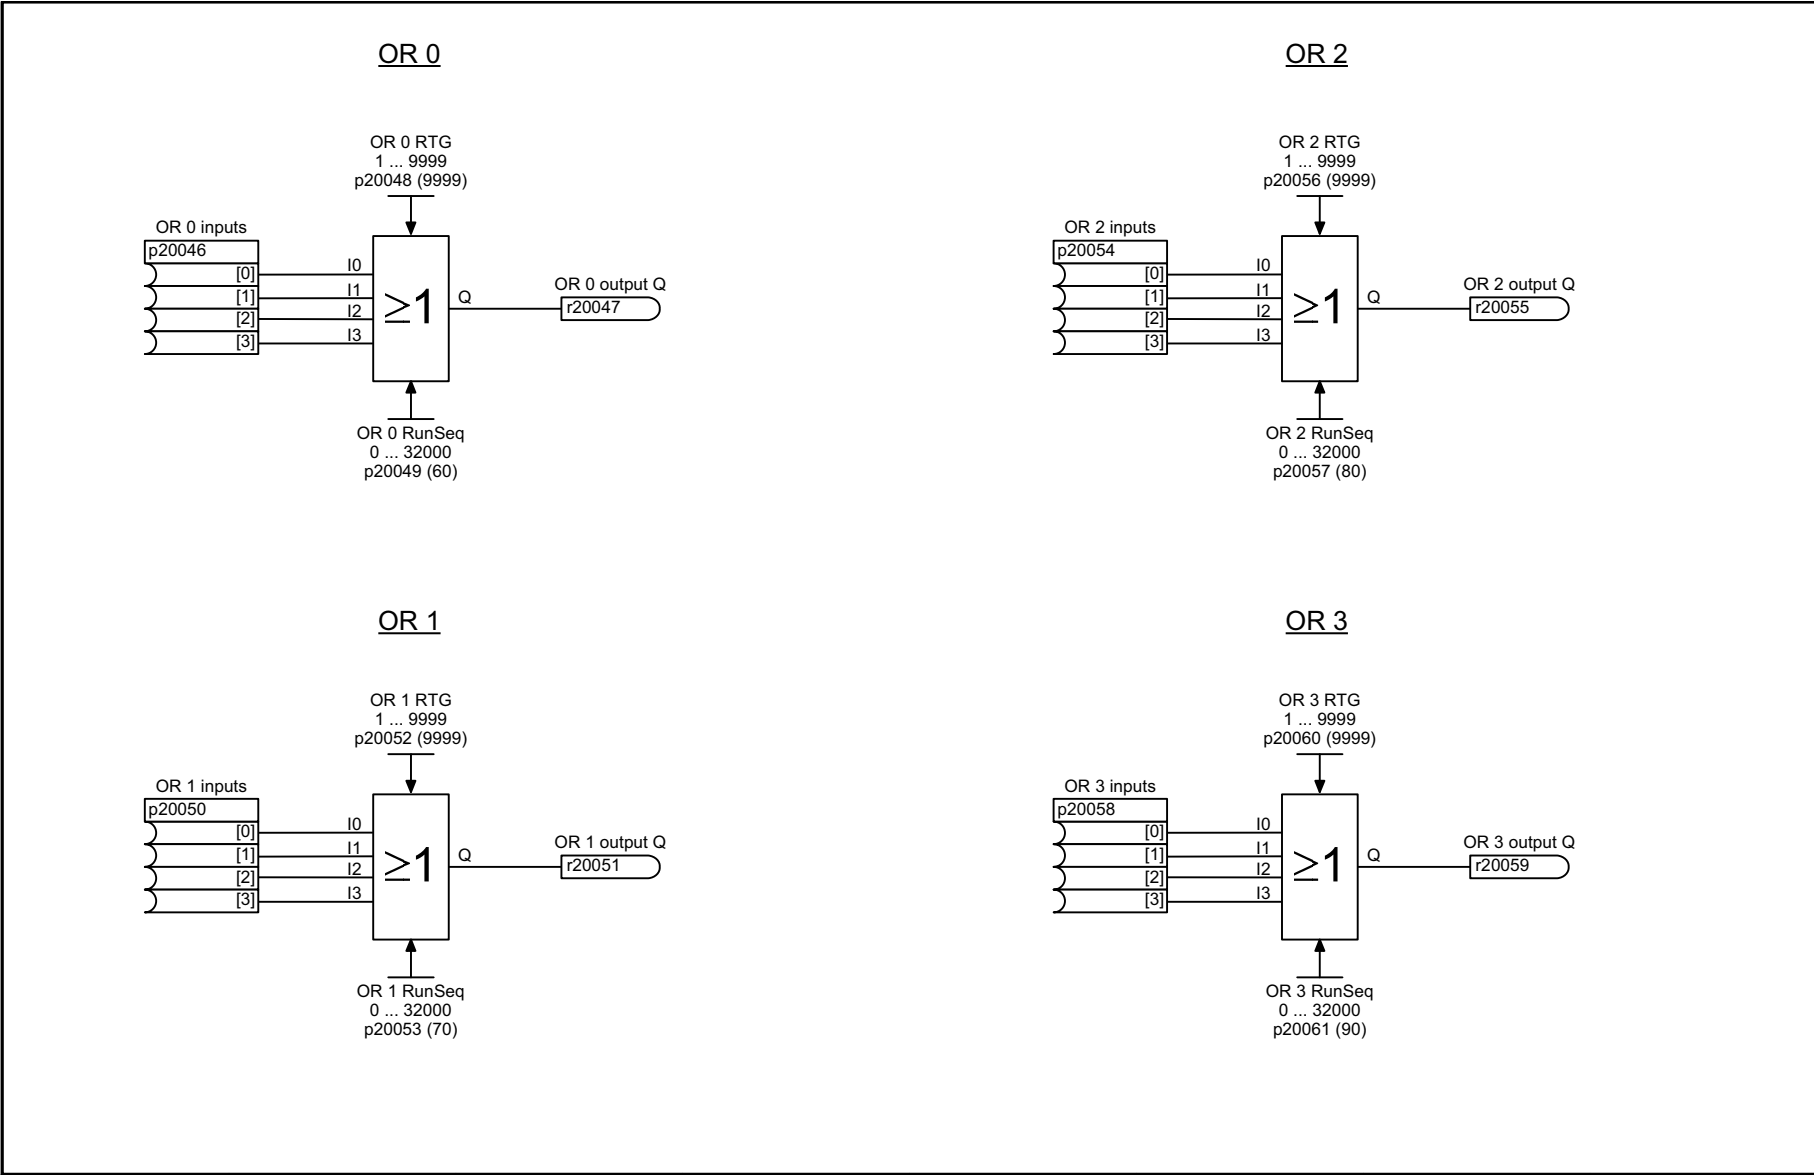 OR 0
OR 0 RTG
1 ... 9999
p20048 (9999)
OR 0 inputs
p20046
[0]
[1]
[2]
[3]
I0
I1
I2
I3
≥1
Q
OR 0 output Q
r20047
OR 0 RunSeq
0 ... 32000
p20049 (60)
OR 2
OR 2 RTG
1 ... 9999
p20056 (9999)
OR 2 inputs
p20054
[0]
[1]
[2]
[3]
I0
I1
I2
I3
≥1
Q
OR 2 output Q
r20055
OR 2 RunSeq
0 ... 32000
p20057 (80)
OR 1
OR 1 RTG
1 ... 9999
p20052 (9999)
OR 1 inputs
p20050
[0]
[1]
[2]
[3]
I0
I1
I2
I3
≥1
Q
OR 1 output Q
r20051
OR 1 RunSeq
0 ... 32000
p20053 (70)
OR 3
OR 3 RTG
1 ... 9999
p20060 (9999)
OR 3 inputs
p20058
[0]
[1]
[2]
[3]
I0
I1
I2
I3
≥1
Q
OR 3 output Q
r20059
OR 3 RunSeq
0 ... 32000
p20061 (90)